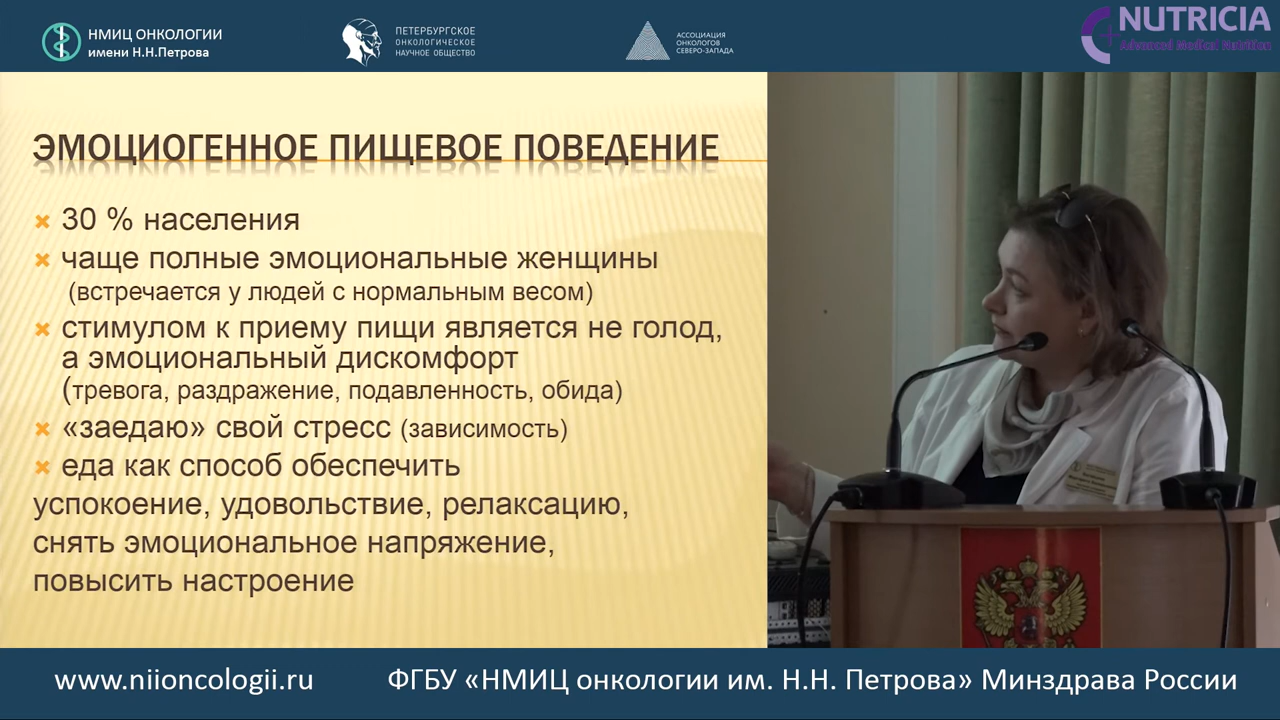 НМИЦ ОНКОЛОГИИ
имени Н.Н.Петрова
ПЕТЕРБУРГСКОЕ
ОНКОЛОГИЧЕСКОЕ
НАУЧНОЕ ОБЩЕСТВО
АССОЦИАЦИЯ
ОНКОЛОГОВ
СЕВЕРО-ЗАПАДА
NUTRICIA
Advanced Medical Nutrition
ЭМОЦИОГЕННОЕ ПИЩЕВОЕ ПОВЕДЕНИЕ
30 % населения
чаще полные эмоциональные женщины
(встречается у людей с нормальным весом)
стимулом к приему пищи является не голод,
а эмоциональный дискомфорт
(тревога, раздражение, подавленность, обида)
«заедаю» свой стресс (зависимость)
еда как способ обеспечить
успокоение, удовольствие, релаксацию,
снять эмоциональное напряжение,
повысить настроение
www.niioncologii.ru
ФГБУ «НМИЦ онкологии им. Н.Н. Петрова» Минздрава России